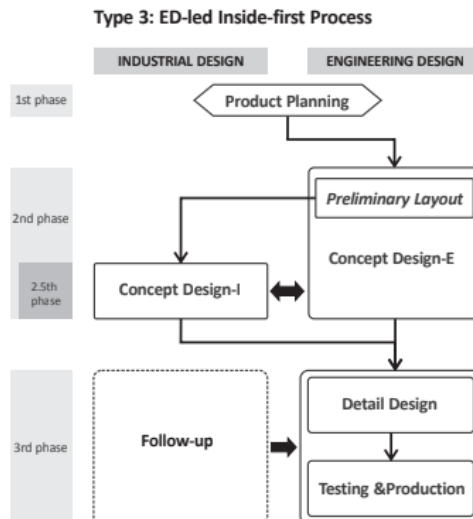 Type 3: ED-led Inside-first Process
INDUSTRIAL DESIGN
ENGINEERING DESIGN
1st phase
Product Planning
Preliminary Layout
2nd phase
Concept Design-E
2.5th
phase
Concept Design-I
Detail Design
3rd phase
Follow-up
Testing &Production